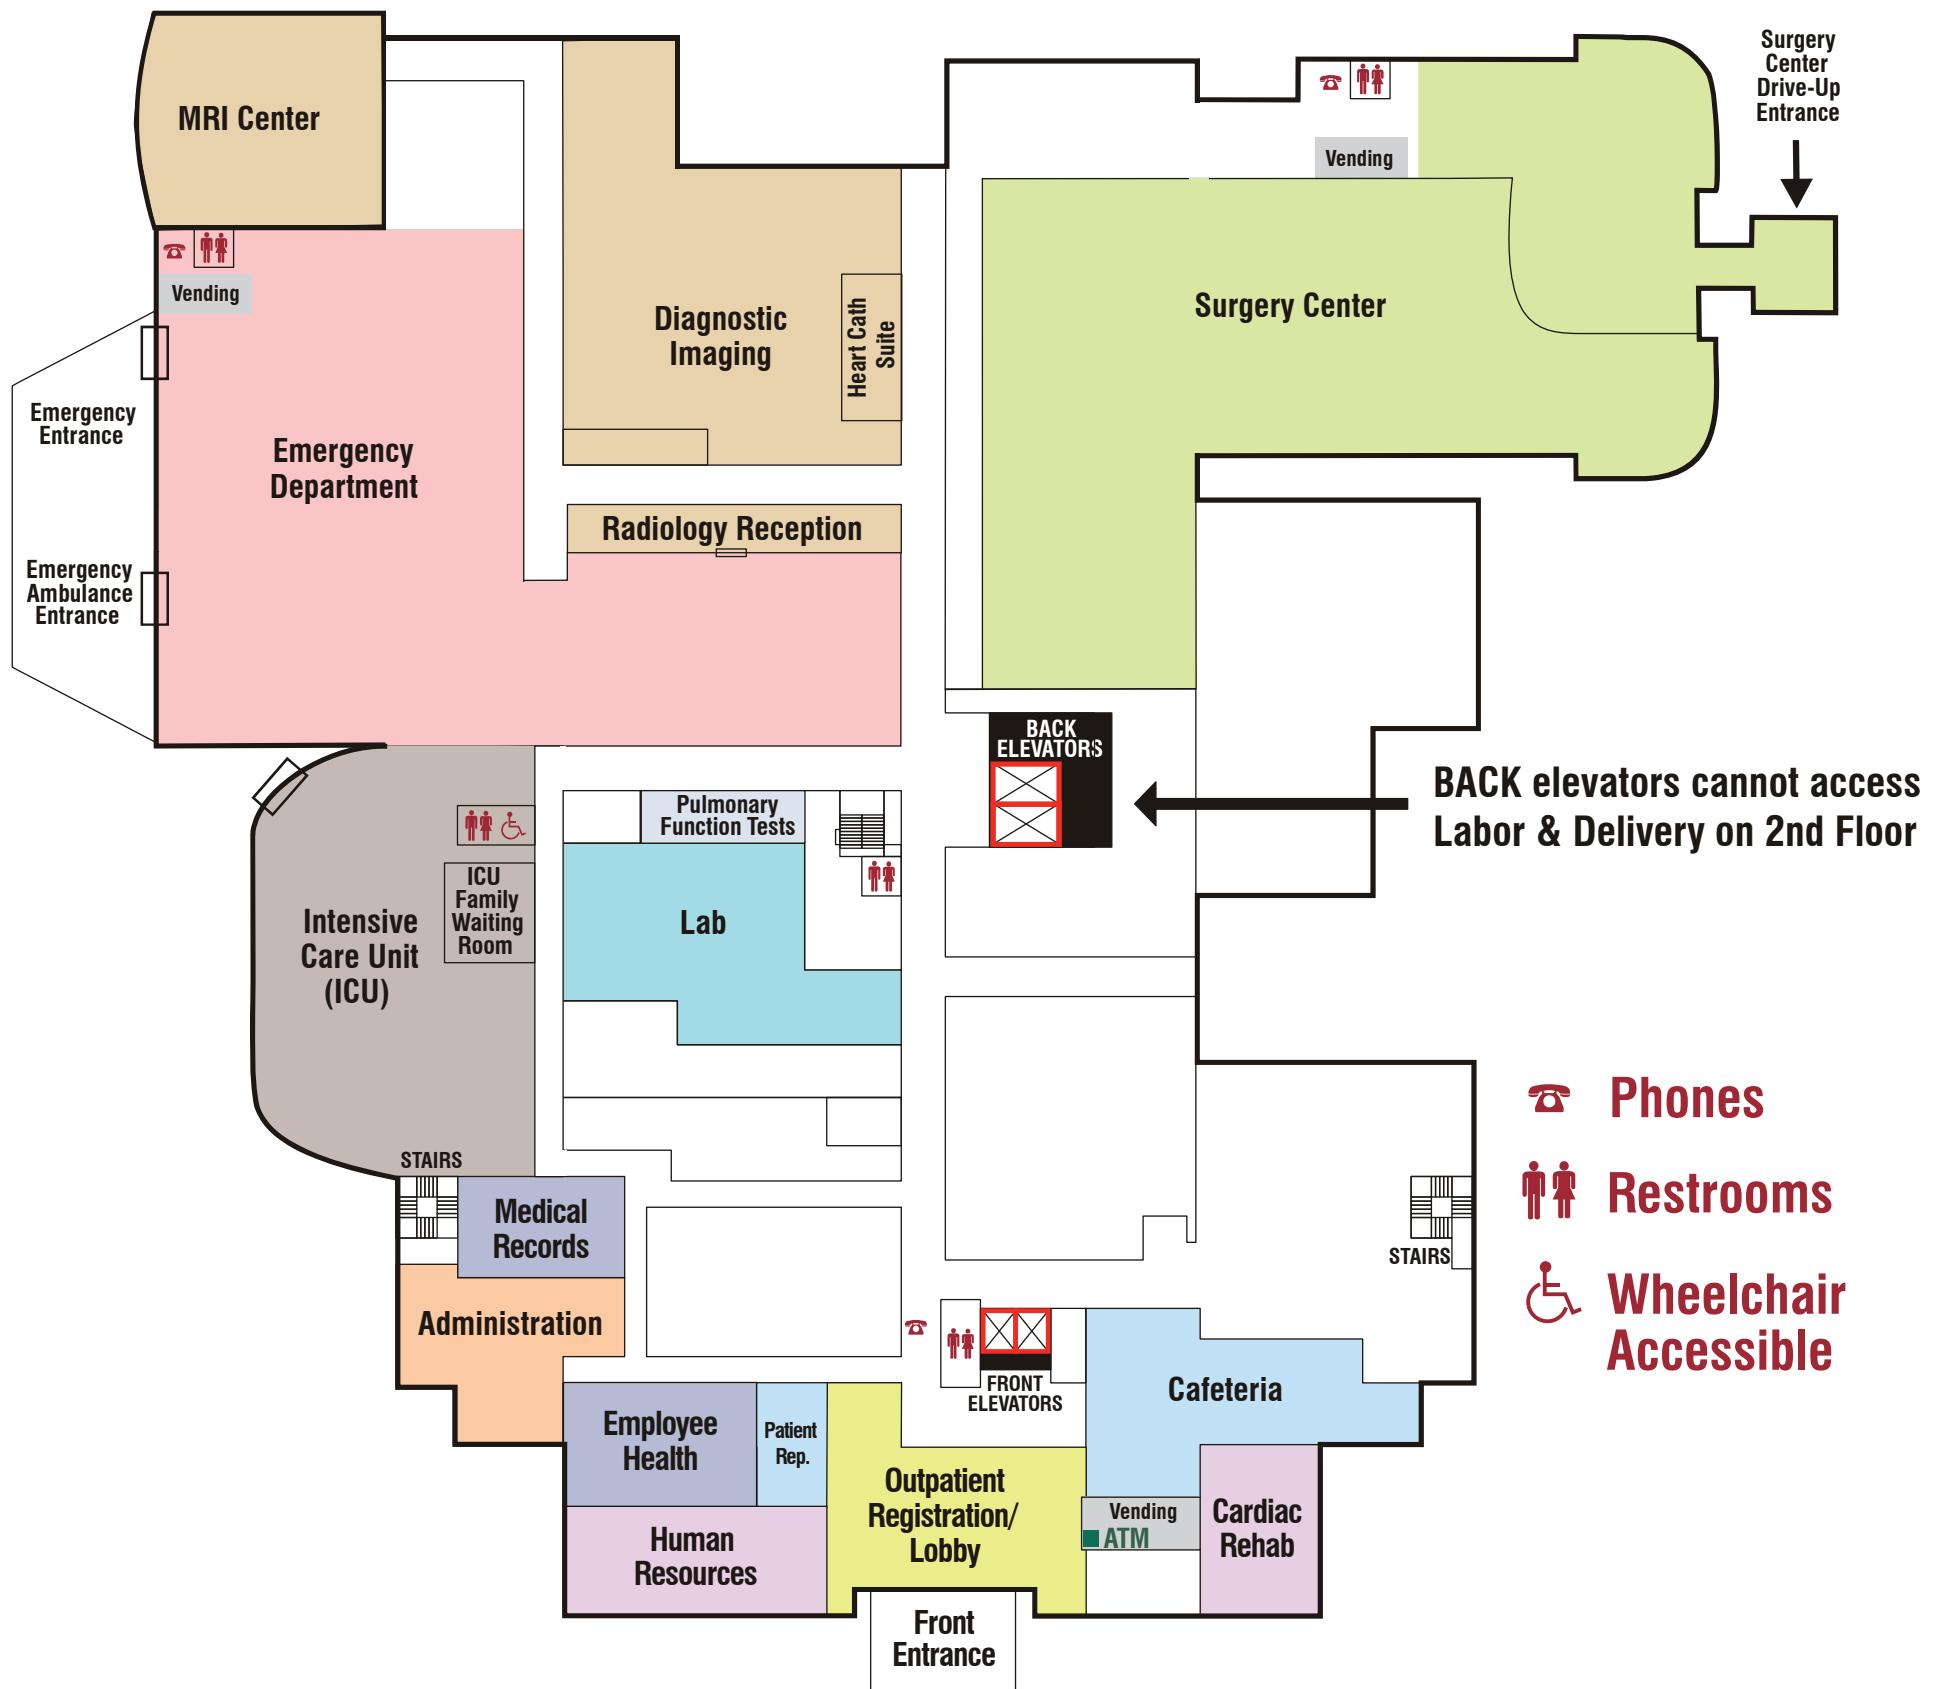 MRI Center
Surgery
Center
Drive-Up
Entrance
Vending
Vending
Emergency
Entrance
Emergency
Department
Emergency
Ambulance
Entrance
Diagnostic
Imaging
Heart Cath
Suite
Surgery Center
Radiology Reception
BACK
ELEVATORS
BACK elevators cannot access
Labor & Delivery on 2nd Floor
Pulmonary
Function Tests
Lab
ICU
Family
Waiting
Room
Intensive
Care Unit
(ICU)
STAIRS
Medical
Records
Administration
Phones
Restrooms
Wheelchair
Accessible
STAIRS
FRONT
ELEVATORS
Cafeteria
Employee
Health
Patient
Rep.
Human
Resources
Outpatient
Registration/
Lobby
Vending
ATM
Cardiac
Rehab
Front
Entrance